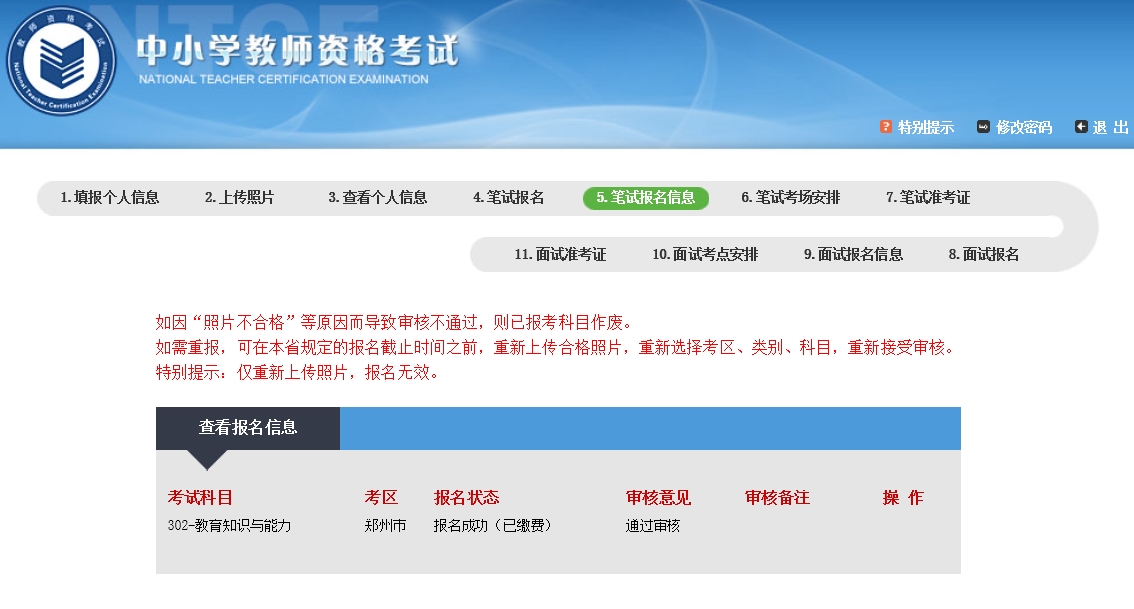 NTCE
教师资格考试
National Teacher Certification Examination
中小学教师资格考试
NATIONAL TEACHER CERTIFICATION EXAMINATION
特别提示 修改密码 退 出
1.填报个人信息 2.上传照片 3.查看个人信息 4.笔试报名 5.笔试报名信息 6.笔试考场安排 7.笔试准考证
11.面试准考证 10.面试考点安排 9.面试报名信息 8.面试报名
如因“照片不合格”等原因而导致审核不通过，则已报考科目作废。
如需重报，可在本省规定的报名截止时间之前，重新上传合格照片，重新选择考区、类别、科目，重新接受审核。
特别提示：仅重新上传照片，报名无效。
查看报名信息
考试科目 考区 报名状态 审核意见 审核备注 操 作
302-教育知识与能力 郑州市 报名成功（已缴费） 通过审核